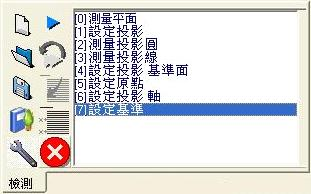 [0]測量平面
[1]設定投影
[2]測量投影圓
[3]測量投影線
[4]設定投影 基準面
[5]設定原點
[6]設定投影 軸
[7]設定基準
檢測